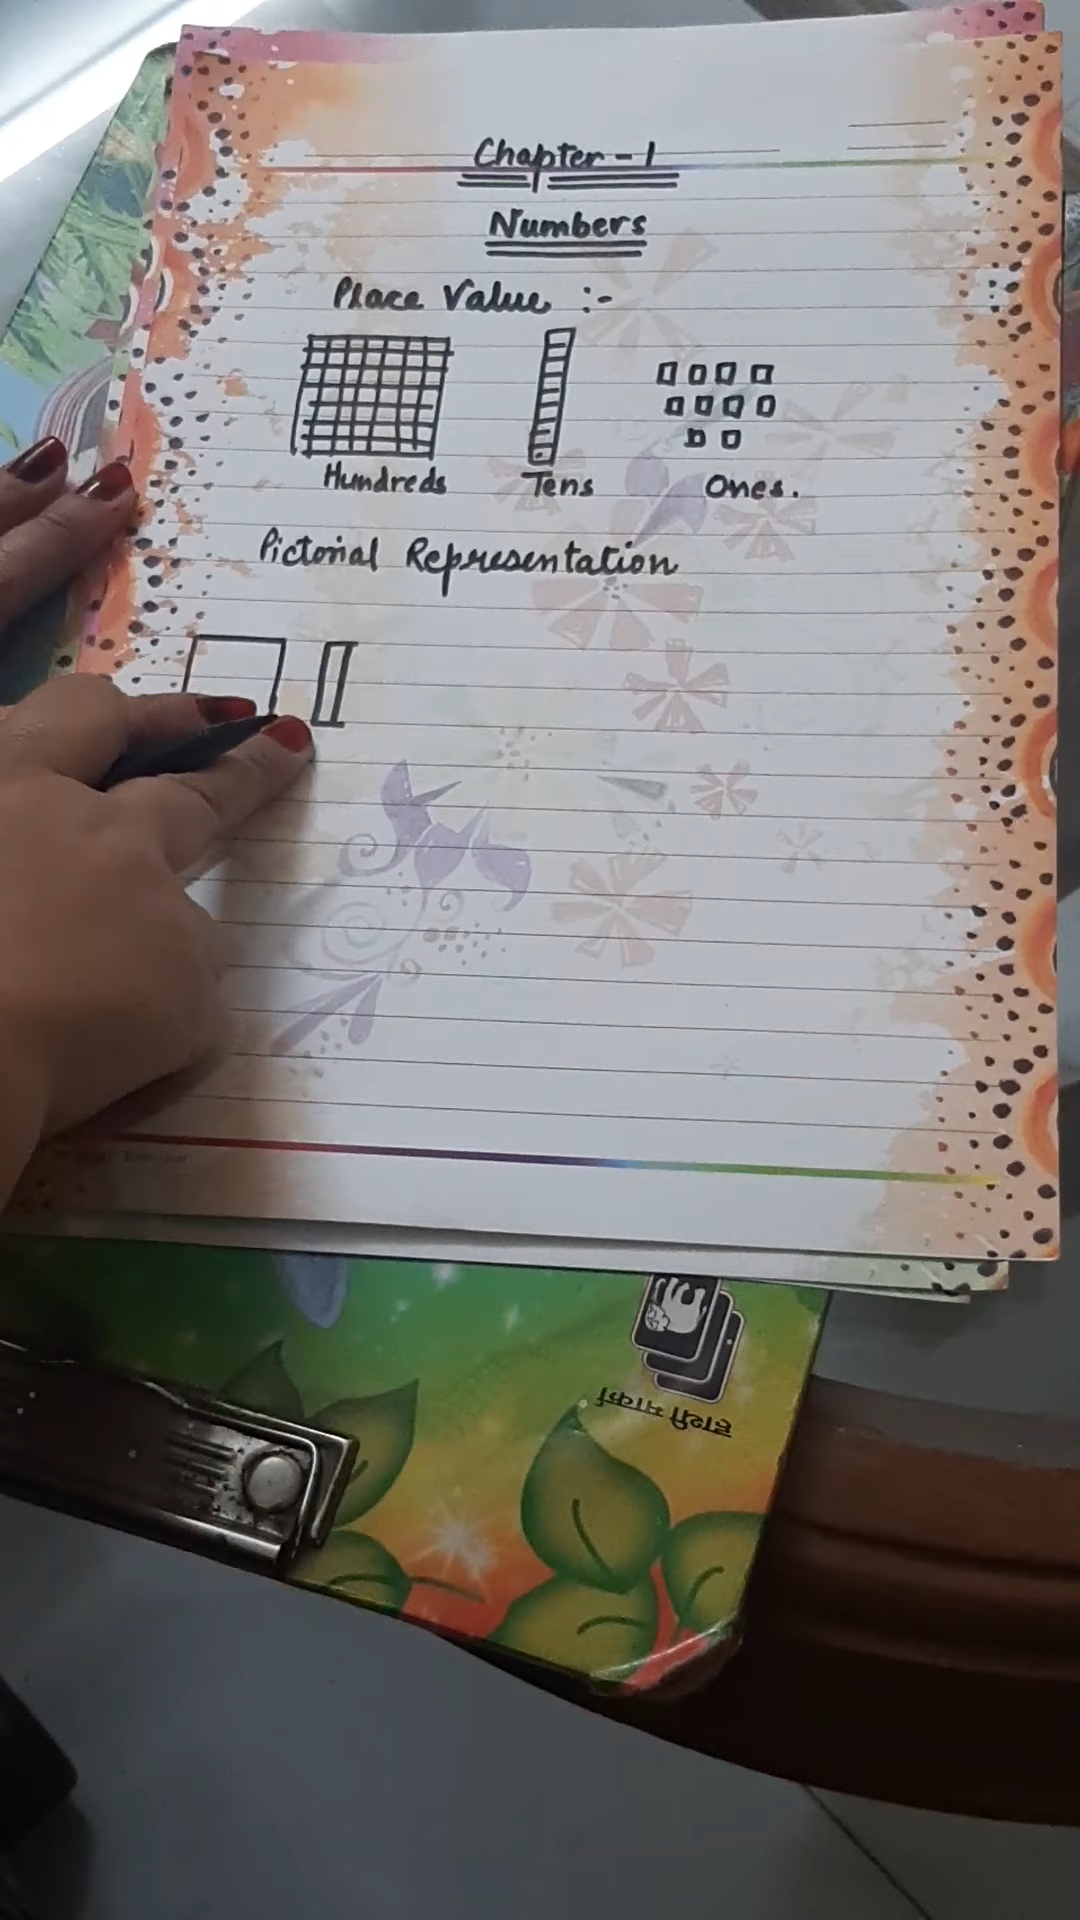 Chapter - 1
Numbers
Place Value :-
Hundreds Tens Ones.
Pictorial Representation
हाथी माका